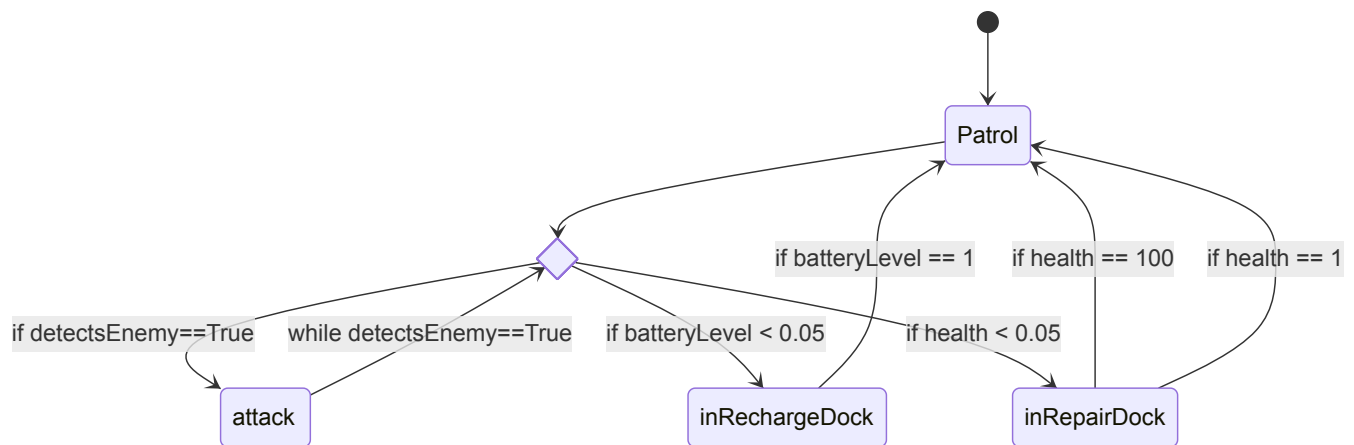 Patrol
if batteryLevel == 1
if health == 100
if health == 1
if detectsEnemy==True
while detectsEnemy==True
if batteryLevel < 0.05
if health < 0.05
attack
inRechargeDock
inRepairDock